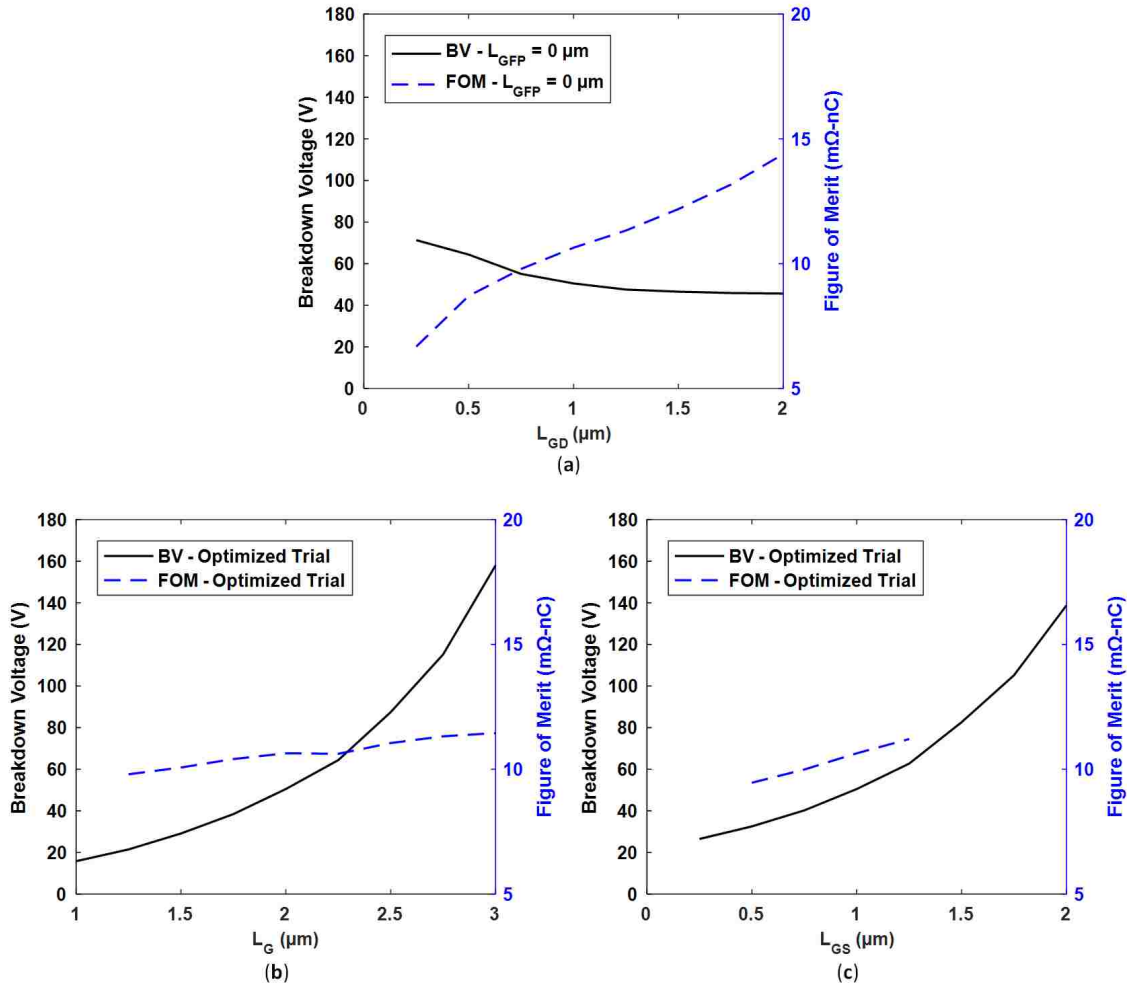 180
160
140
120
100
80
60
40
20
0
Breakdown Voltage (V)
BV - L_GFP = 0 µm
FOM - L_GFP = 0 µm
20
15
10
5
Figure of Merit (mΩ-nC)
0 0.5 1 1.5 2
L_GD (µm)
(a)
180
160
140
120
100
80
60
40
20
0
Breakdown Voltage (V)
BV - Optimized Trial
FOM - Optimized Trial
20
15
10
5
Figure of Merit (mΩ-nC)
1 1.5 2 2.5 3
L_G (µm)
(b)
180
160
140
120
100
80
60
40
20
0
Breakdown Voltage (V)
BV - Optimized Trial
FOM - Optimized Trial
20
15
10
5
Figure of Merit (mΩ-nC)
0 0.5 1 1.5 2
L_GS (µm)
(c)